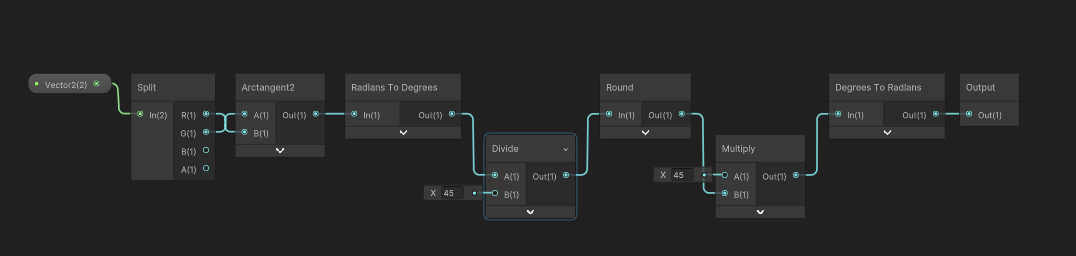 Vector2(2)
Split
In(2)
R(1)
G(1)
B(1)
A(1)
Arctangent2
A(1)
Out(1)
B(1)
Radians To Degrees
In(1)
Out(1)
Divide
A(1)
Out(1)
X 45
B(1)
Round
In(1)
Out(1)
Multiply
X 45
A(1)
Out(1)
B(1)
Degrees To Radians
In(1)
Out(1)
Output
Out(1)